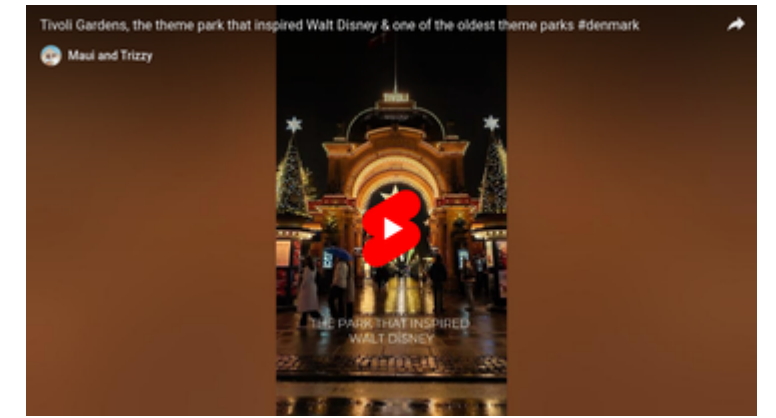 Tivoli Gardens, the theme park that inspired Walt Disney & one of the oldest theme parks #denmark
Maui and Trizzy
TIVOLI
THE PARK THAT INSPIRED
WALT DISNEY